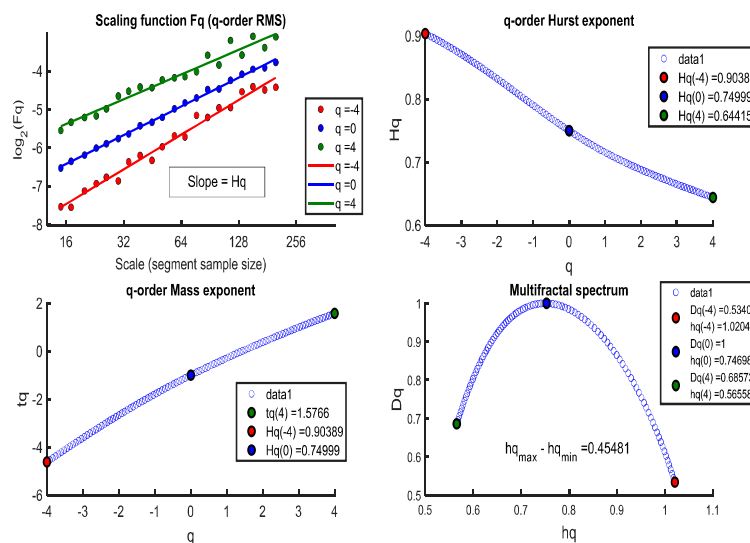 Scaling function Fq (q-order RMS)
log2(Fq)
-4
-5
-6
-7
-8
16 32 64 128 256
Scale (segment sample size)
Slope = Hq
q =-4
q =0
q =4
q =-4
q =0
q =4
q-order Hurst exponent
Hq
0.9
0.8
0.7
0.6
-4 -3 -2 -1 0 1 2 3 4
q
data1
Hq(-4) =0.9038
Hq(0) =0.74999
Hq(4) =0.64415
q-order Mass exponent
tq
2
0
-2
-4
-6
-4 -3 -2 -1 0 1 2 3 4
q
data1
tq(4) =1.5766
Hq(-4) =0.90389
Hq(0) =0.74999
Multifractal spectrum
Dq
1
0.9
0.8
0.7
0.6
0.5
0.5 0.6 0.7 0.8 0.9 1 1.1
hq
hqmax - hqmin =0.45481
data1
Dq(-4) =0.5340
hq(-4) =1.0204
Dq(0) =1
hq(0) =0.74698
Dq(4) =0.68573
hq(4) =0.56558